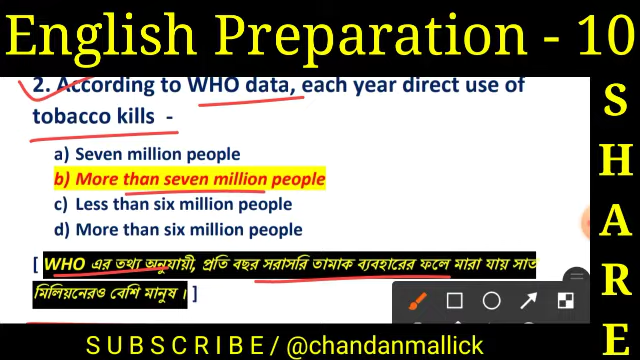 English Preparation - 10
2. According to WHO data, each year direct use of
tobacco kills -
a) Seven million people
b) More than seven million people
c) Less than six million people
d) More than six million people
[ WHO এর তথ্য অনুযায়ী, প্রতি বছর সরাসরি তামাক ব্যবহারের ফলে মারা যায় সাত
মিলিয়নেরও বেশি মানুষ । ]
SHARE
SUBSCRIBE/ @chandanmallick